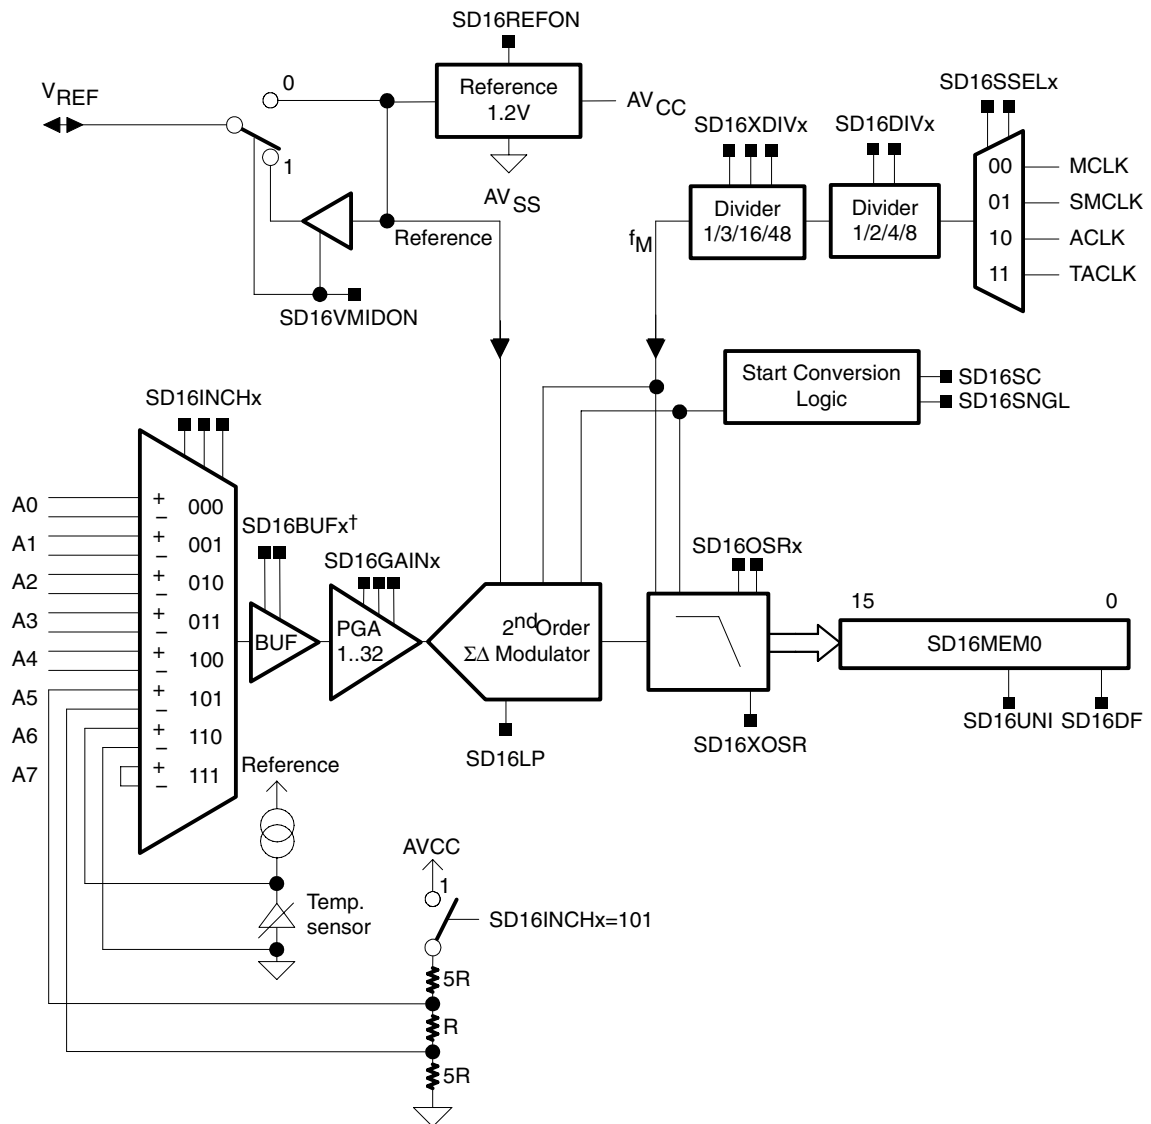 SD16REFON
VREF
0
Reference
1.2V
AVCC
SD16SSELx
SD16XDIVx
SD16DIVx
1
AVSS
Reference
fM
Divider
1/3/16/48
Divider
1/2/4/8
00
MCLK
01
SMCLK
10
ACLK
11
TACLK
SD16VMIDON
Start Conversion
Logic
SD16SC
SD16SNGL
SD16INCHx
SD16BUFx†
SD16GAINx
SD16OSRx
A0
+
−
000
A1
+
−
001
A2
+
−
010
A3
+
−
011
A4
+
−
100
A5
+
−
101
A6
+
−
110
A7
+
−
111
BUF
PGA
1..32
2nd Order
ΣΔ Modulator
15
0
SD16MEM0
SD16LP
SD16XOSR
SD16UNI
SD16DF
Reference
Temp.
sensor
AVCC
1
SD16INCHx=101
5R
R
5R